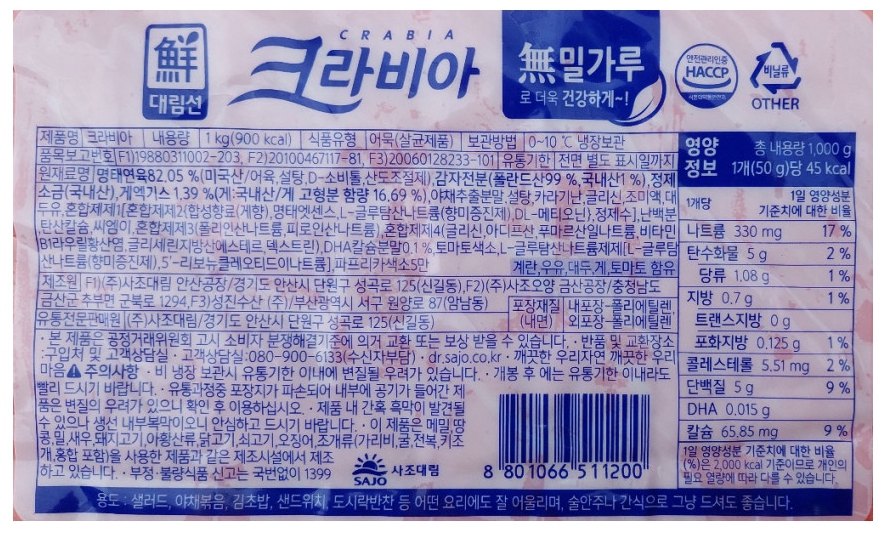 鮮
대림선
CRABIA
크라비아
無밀가루
로 더욱 건강하게~!
안전관리인증
HACCP
식품의약품안전처
비닐류
OTHER
제품명 크라비아 내용량 1 kg(900 kcal) 식품유형 어묵(살균제품) 보관방법 0~10 ℃ 냉장보관
품목보고번호 F1)19880311002-203, F2)20100467117-81, F3)20060128233-101 유통기한 전면 별도 표시일까지
원재료명 명태연육82.05 %(미국산/어육,설탕,D-소비톨,산도조절제),감자전분(폴란드산99 %,국내산1 %),정제
소금(국내산),게엑기스 1.39 %(게:국내산/게 고형분 함량 16.69 %),야채추출분말,설탕,카라기난,글리신,조미액,대
두유,혼합제제1[혼합제제2(합성향료(게향),명태엣센스,L-글루탐산나트륨(향미증진제),DL-메티오닌),정제수],난백분,
탄산칼슘,씨엠이,혼합제제3(폴리인산나트륨,피로인산나트륨),혼합제제4(글리신,아디프산,푸마르산일나트륨,비타민
B1라우릴황산염,글리세린지방산에스테르,덱스트린),DHA칼슘분말0.1 %,토마토색소,L-글루탐산나트륨제제[L-글루탐
산나트륨(향미증진제),5'-리보뉴클레오티드이나트륨],파프리카색소5만 계란,우유,대두,게,토마토 함유
제조원 F1)(주)사조대림 안산공장/경기도 안산시 단원구 성곡로 125(신길동),F2)(주)사조오양 금산공장/충청남도
금산군 추부면 군북로 1294,F3)성진수산 (주)/부산광역시 서구 원양로 87(암남동)
유통전문판매원 (주)사조대림/경기도 안산시 단원구 성곡로 125(신길동)
포장재질 (내면) 내포장-폴리에틸렌, 외포장-폴리에틸렌
· 본 제품은 공정거래위원회 고시 소비자 분쟁해결기준에 의거 교환 또는 보상 받을 수 있습니다. · 반품 및 교환장소
:구입처 및 고객상담실 · 고객상담실:080-900-6133(수신자부담) · dr.sajo.co.kr · 깨끗한 우리자연 깨끗한 우리
마음 ⚠ 주의사항 · 비 냉장 보관시 유통기한 이내에 변질될 우려가 있습니다. · 개봉 후 에는 유통기한 이내라도
빨리 드시기 바랍니다. · 유통과정중 포장지가 파손되어 내부에 공기가 들어간 제
품은 변질의 우려가 있으니 확인 후 이용하십시오. · 제품 내 간혹 흑막이 발견될
수 있으나 생선 내부복막이오니 안심하고 드시기 바랍니다. · 이 제품은 메밀,땅
콩,밀,새우,돼지고기,아황산류,닭고기,쇠고기,오징어,조개류(가리비,굴,전복,키조
개,홍합 포함)을 사용한 제품과 같은 제조시설에서 제조
하고 있습니다. · 부정·불량식품 신고는 국번없이 1399
SAJO
사조대림
8 801066 511200
영양
정보
총 내용량 1,000 g
1개(50 g)당 45 kcal
1개당 1일 영양성분
기준치에 대한 비율
나트륨 330 mg 17 %
탄수화물 5 g 2 %
당류 1.08 g 1 %
지방 0.7 g 1 %
트랜스지방 0 g
포화지방 0.125 g 1 %
콜레스테롤 5.51 mg 2 %
단백질 5 g 9 %
DHA 0.015 g
칼슘 65.85 mg 9 %
1일 영양성분 기준치에 대한 비율
(%)은 2,000 kcal 기준이므로 개인의
필요 열량에 따라 다를 수 있습니다.
용도 : 샐러드, 야채볶음, 김초밥, 샌드위치, 도시락반찬 등 어떤 요리에도 잘 어울리며, 술안주나 간식으로 그냥 드셔도 좋습니다.